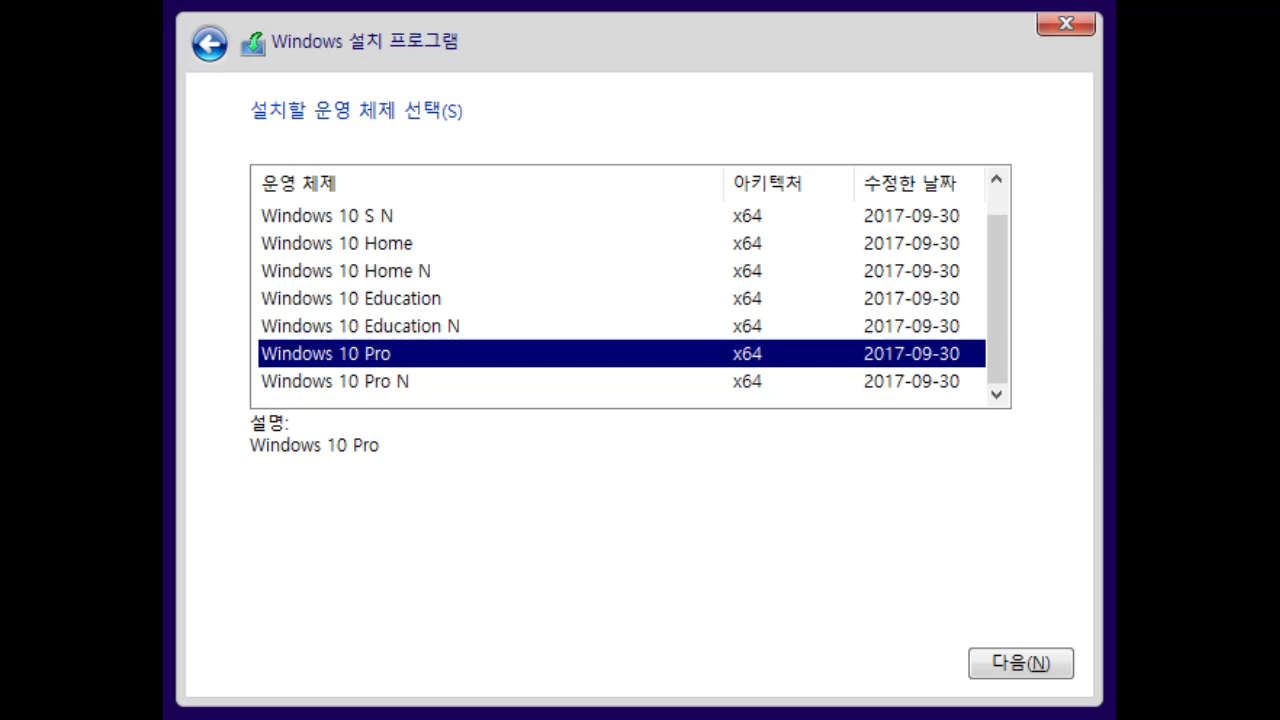 Windows 설치 프로그램
설치할 운영 체제 선택(S)
운영 체제 아키텍처 수정한 날짜
Windows 10 S N x64 2017-09-30
Windows 10 Home x64 2017-09-30
Windows 10 Home N x64 2017-09-30
Windows 10 Education x64 2017-09-30
Windows 10 Education N x64 2017-09-30
Windows 10 Pro x64 2017-09-30
Windows 10 Pro N x64 2017-09-30
설명:
Windows 10 Pro
다음(N)